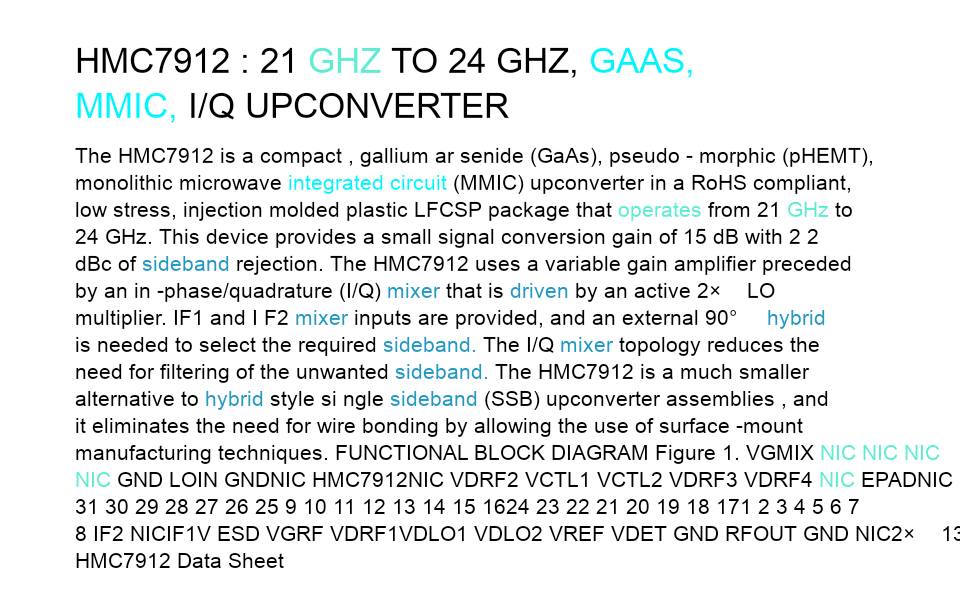 HMC7912 : 21 GHZ TO 24 GHZ, GAAS,
MMIC, I/Q UPCONVERTER
The HMC7912 is a compact , gallium ar senide (GaAs), pseudo - morphic (pHEMT),
monolithic microwave integrated circuit (MMIC) upconverter in a RoHS compliant,
low stress, injection molded plastic LFCSP package that operates from 21 GHz to
24 GHz. This device provides a small signal conversion gain of 15 dB with 2 2
dBc of sideband rejection. The HMC7912 uses a variable gain amplifier preceded
by an in -phase/quadrature (I/Q) mixer that is driven by an active 2× LO
multiplier. IF1 and I F2 mixer inputs are provided, and an external 90° hybrid
is needed to select the required sideband. The I/Q mixer topology reduces the
need for filtering of the unwanted sideband. The HMC7912 is a much smaller
alternative to hybrid style si ngle sideband (SSB) upconverter assemblies , and
it eliminates the need for wire bonding by allowing the use of surface -mount
manufacturing techniques. FUNCTIONAL BLOCK DIAGRAM Figure 1. VGMIX NIC NIC NIC
NIC GND LOIN GNDNIC HMC7912NIC VDRF2 VCTL1 VCTL2 VDRF3 VDRF4 NIC EPADNIC
31 30 29 28 27 26 25 9 10 11 12 13 14 15 1624 23 22 21 20 19 18 171 2 3 4 5 6 7
8 IF2 NICIF1V ESD VGRF VDRF1VDLO1 VDLO2 VREF VDET GND RFOUT GND NIC2× 13
HMC7912 Data Sheet